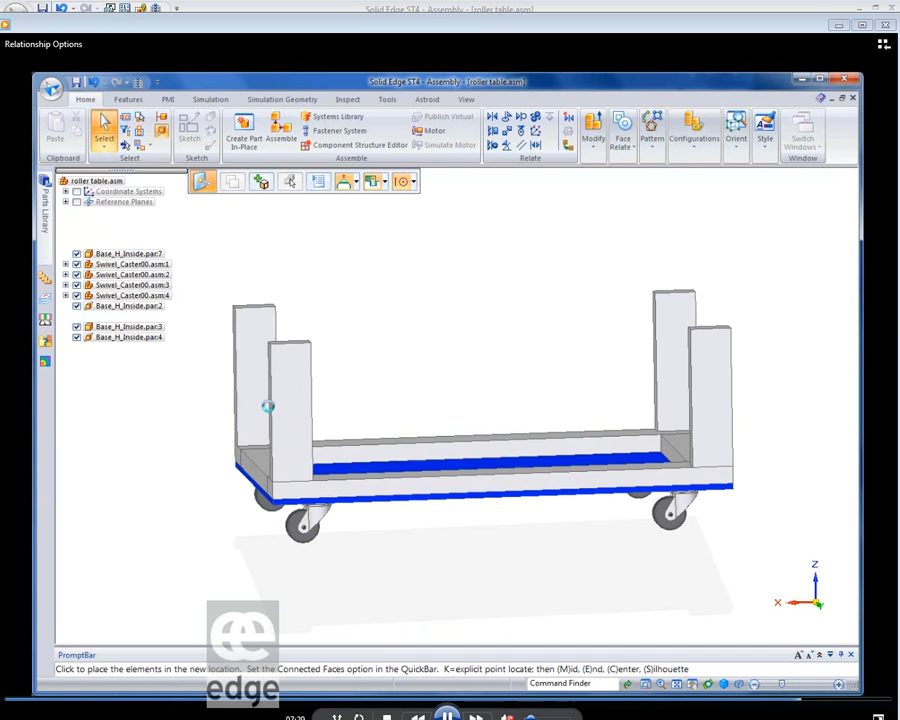 Solid Edge ST4 - Assembly - [roller table.asm]
Relationship Options
Solid Edge ST4 - Assembly - [roller table.asm]
Home Features PMI Simulation Simulation Geometry Inspect Tools Astroid View
Paste
Clipboard
Select
Select
Sketch
Sketch
Create Part In-Place
Assemble
Systems Library
Fastener System
Component Structure Editor
Assemble
Publish Virtual
Motor
Simulate Motor
Relate
Modify
Face Relate
Pattern
Configurations
Orient
Style
Switch Windows
Window
Parts Library
roller table.asm
Coordinate Systems
Reference Planes
Base_H_Inside.par:7
Swivel_Caster00.asm:1
Swivel_Caster00.asm:2
Swivel_Caster00.asm:3
Swivel_Caster00.asm:4
Base_H_Inside.par:2
Base_H_Inside.par:3
Base_H_Inside.par:4
Z
X
edge
PromptBar
Click to place the elements in the new location. Set the Connected Faces option in the QuickBar. K=explicit point locate; then (M)id, (E)nd, (C)enter, (S)ilhouette
Command Finder